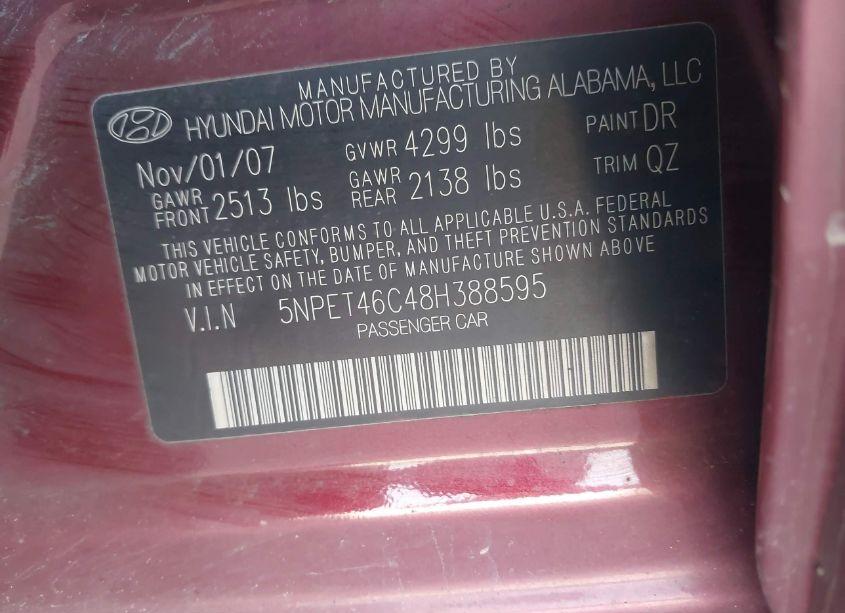 MANUFACTURED BY
HYUNDAI MOTOR MANUFACTURING ALABAMA, LLC
Nov/01/07 GVWR 4299 lbs PAINT DR
GAWR FRONT 2513 lbs GAWR REAR 2138 lbs TRIM QZ
THIS VEHICLE CONFORMS TO ALL APPLICABLE U.S.A. FEDERAL
MOTOR VEHICLE SAFETY, BUMPER, AND THEFT PREVENTION STANDARDS
IN EFFECT ON THE DATE OF MANUFACTURE SHOWN ABOVE
V.I.N 5NPET46C48H388595
PASSENGER CAR